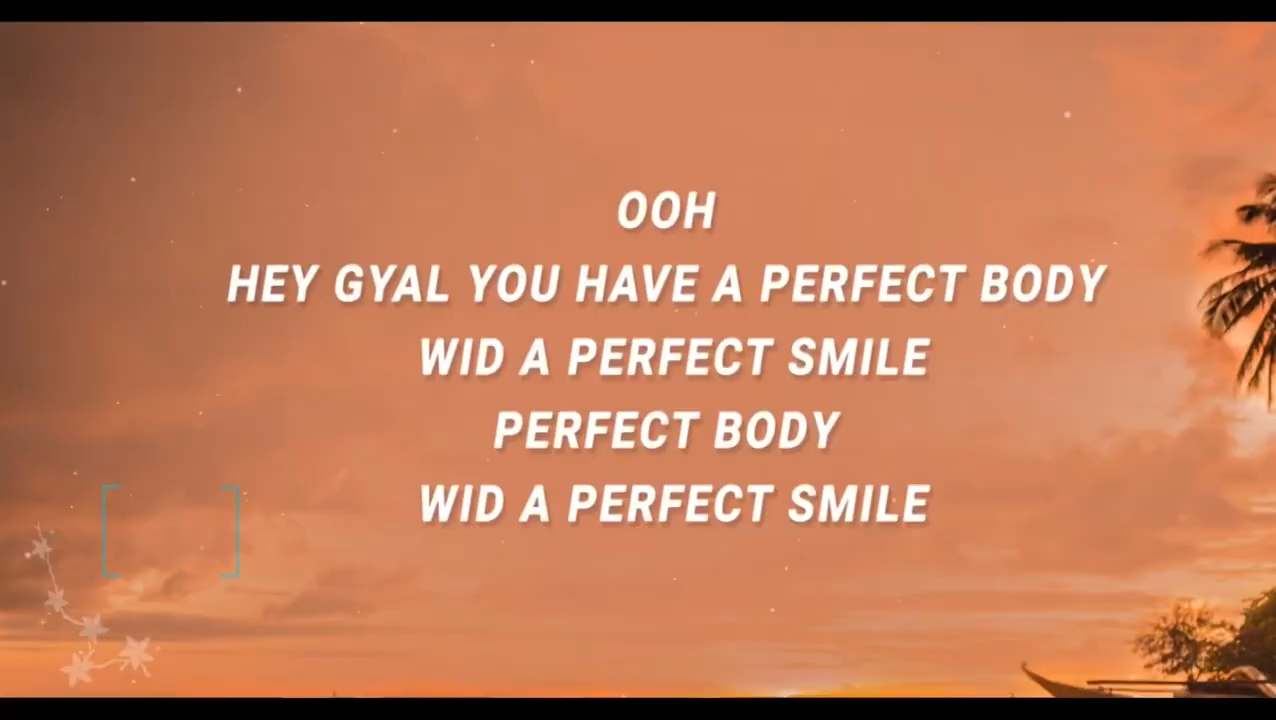 OOH
HEY GYAL YOU HAVE A PERFECT BODY
WID A PERFECT SMILE
PERFECT BODY
WID A PERFECT SMILE